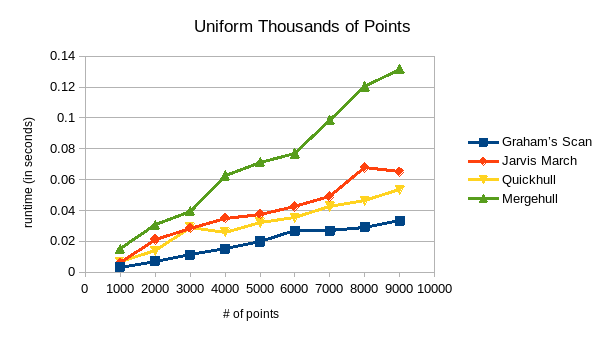 Uniform Thousands of Points
0.14
0.12
0.1
0.08
0.06
0.04
0.02
0
runtime (in seconds)
0 1000 2000 3000 4000 5000 6000 7000 8000 9000 10000
# of points
Graham's Scan
Jarvis March
Quickhull
Mergehull